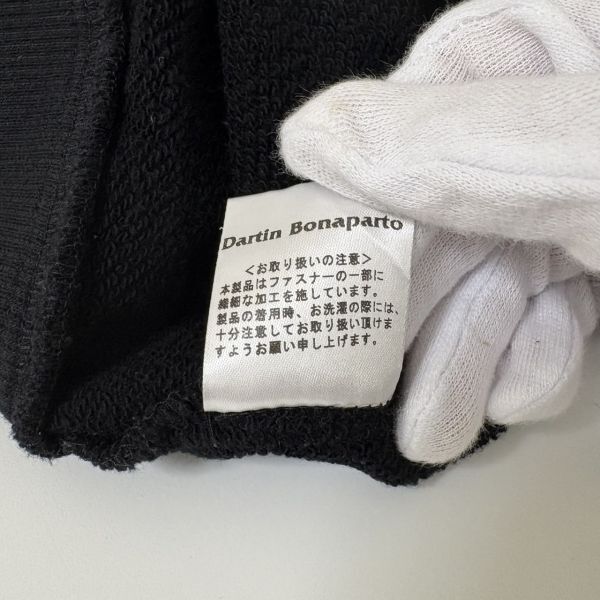 Dartin Bonaparto
<お取り扱いの注意>
本製品はファスナーの一部に
繊細な加工を施しています。
製品の着用時、お洗濯の際には、
十分注意してお取り扱い頂けま
すようお願い申し上げます。